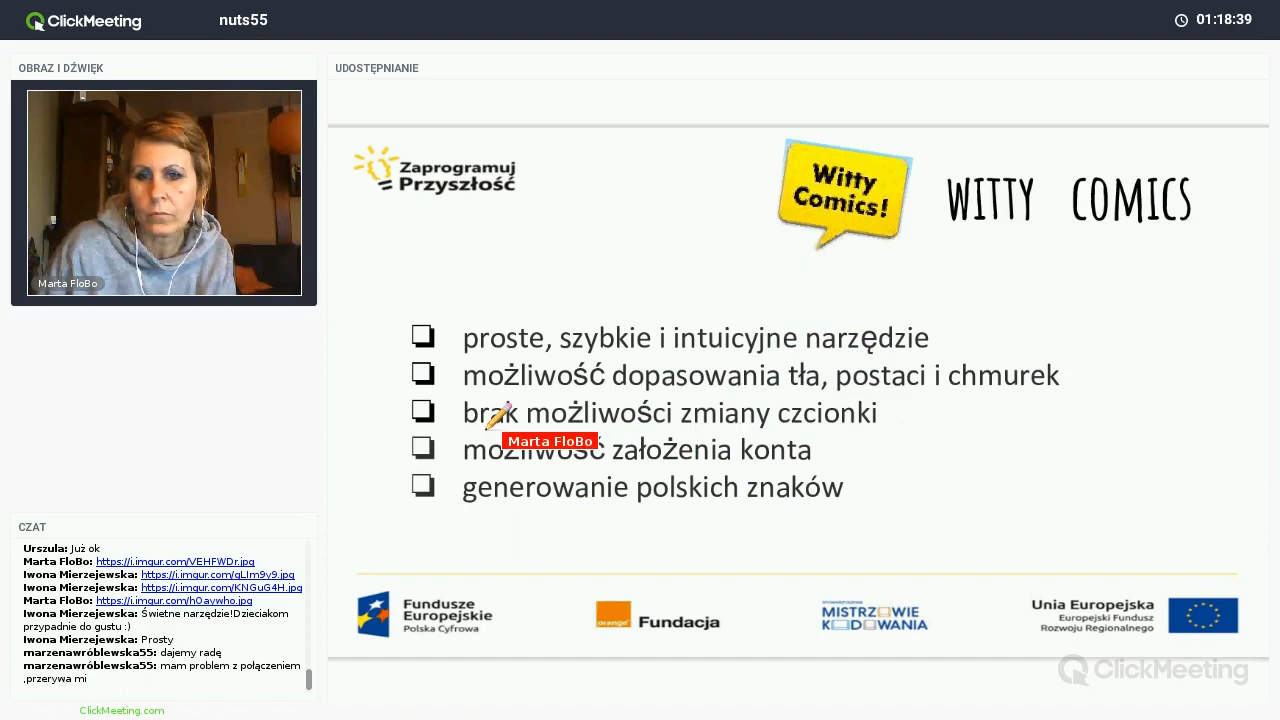 ClickMeeting
nuts55
01:18:39
OBRAZ I DŹWIĘK
UDOSTĘPNIANIE
Marta FloBo
Zaprogramuj
Przyszłość
Witty
Comics!
WITTY COMICS
proste, szybkie i intuicyjne narzędzie
możliwość dopasowania tła, postaci i chmurek
brak możliwości zmiany czcionki
Marta FloBo
możliwość założenia konta
generowanie polskich znaków
CZAT
Urszula: Już ok
Marta FloBo: https://i.imgur.com/VEHFWDr.jpg
Iwona Mierzejewska: https://i.imgur.com/qLIm9y9.jpg
Iwona Mierzejewska: https://i.imgur.com/KNGuG4H.jpg
Marta FloBo: https://i.imgur.com/hOaywho.jpg
Iwona Mierzejewska: Świetne narzędzie!Dzieciakom
przypadnie do gustu :)
Iwona Mierzejewska: Prosty
marzenawróblewska55: dajemy radę
marzenawróblewska55: mam problem z połączeniem
,przerywa mi
ClickMeeting.com
Fundusze
Europejskie
Polska Cyfrowa
orange
Fundacja
STOWARZYSZENIE
MISTRZOWIE
KODOWANIA
Unia Europejska
Europejski Fundusz
Rozwoju Regionalnego
ClickMeeting